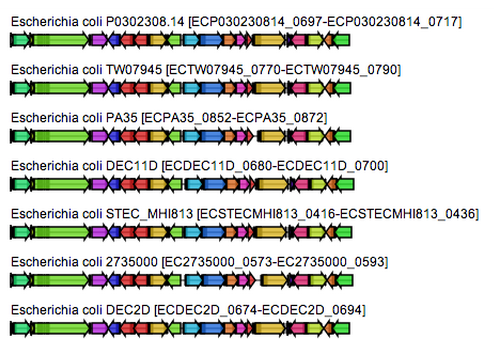 Escherichia coli P0302308.14 [ECP030230814_0697-ECP030230814_0717]
Escherichia coli TW07945 [ECTW07945_0770-ECTW07945_0790]
Escherichia coli PA35 [ECPA35_0852-ECPA35_0872]
Escherichia coli DEC11D [ECDEC11D_0680-ECDEC11D_0700]
Escherichia coli STEC_MHI813 [ECSTECMHI813_0416-ECSTECMHI813_0436]
Escherichia coli 2735000 [EC2735000_0573-EC2735000_0593]
Escherichia coli DEC2D [ECDEC2D_0674-ECDEC2D_0694]